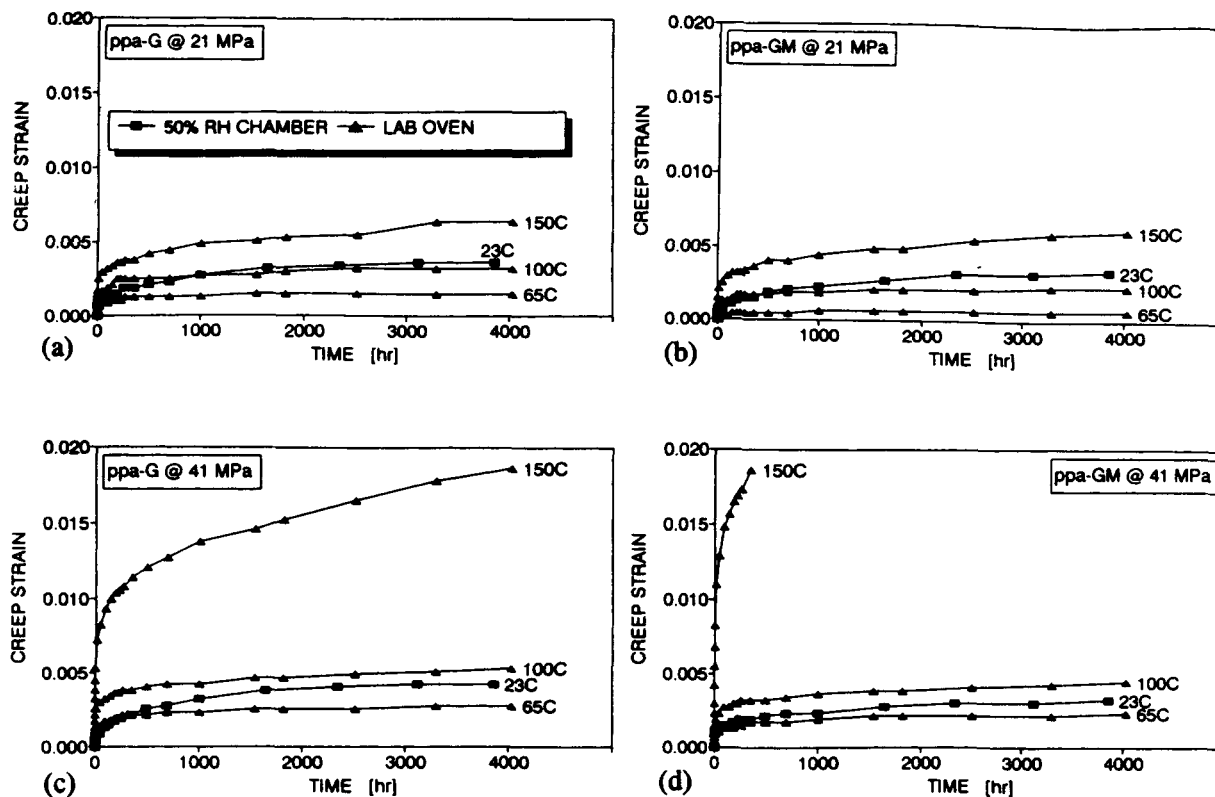 0.020
ppa-G @ 21 MPa
0.015
50% RH CHAMBER
LAB OVEN
0.010
CREEP STRAIN
0.005
0.000
150C
23C
100C
65C
0 1000 2000 3000 4000
(a)
TIME [hr]
0.020
ppa-GM @ 21 MPa
0.015
0.010
CREEP STRAIN
0.005
0.000
150C
23C
100C
65C
0 1000 2000 3000 4000
(b)
TIME [hr]
0.020
ppa-G @ 41 MPa
150C
0.015
0.010
CREEP STRAIN
0.005
0.000
100C
23C
65C
0 1000 2000 3000 4000
(c)
TIME [hr]
0.020
150C
ppa-GM @ 41 MPa
0.015
0.010
CREEP STRAIN
0.005
0.000
100C
23C
65C
0 1000 2000 3000 4000
(d)
TIME [hr]